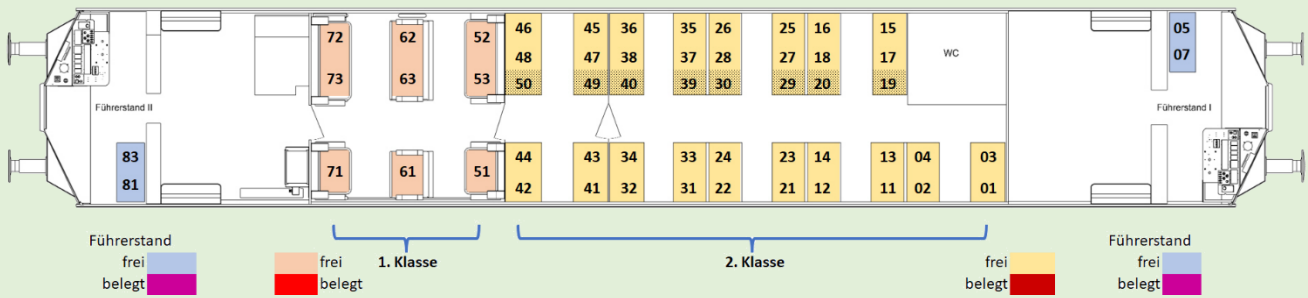 72 62 52 46 45 36 35 26 25 16 15 05
48 47 38 37 28 27 18 17 WC 07
73 63 53 50 49 40 39 30 29 20 19
Führerstand II Führerstand I
83 44 43 34 33 24 23 14 13 04 03
71 61 51
81 42 41 32 31 22 21 12 11 02 01
Führerstand Führerstand
frei frei 1. Klasse 2. Klasse frei frei
belegt belegt belegt belegt